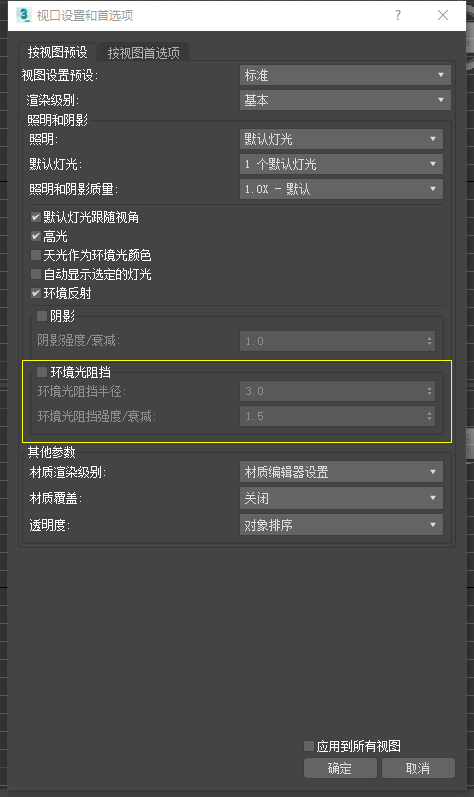 3 视口设置和首选项 ?
按视图预设 按视图首选项
视图设置预设: 标准
渲染级别: 基本
照明和阴影
照明: 默认灯光
默认灯光: 1 个默认灯光
照明和阴影质量: 1.0X - 默认
默认灯光跟随视角
高光
天光作为环境光颜色
自动显示选定的灯光
环境反射
阴影
阴影强度/衰减: 1.0
环境光阻挡
环境光阻挡半径: 3.0
环境光阻挡强度/衰减: 1.5
其他参数
材质渲染级别: 材质编辑器设置
材质覆盖: 关闭
透明度: 对象排序
应用到所有视图
确定 取消